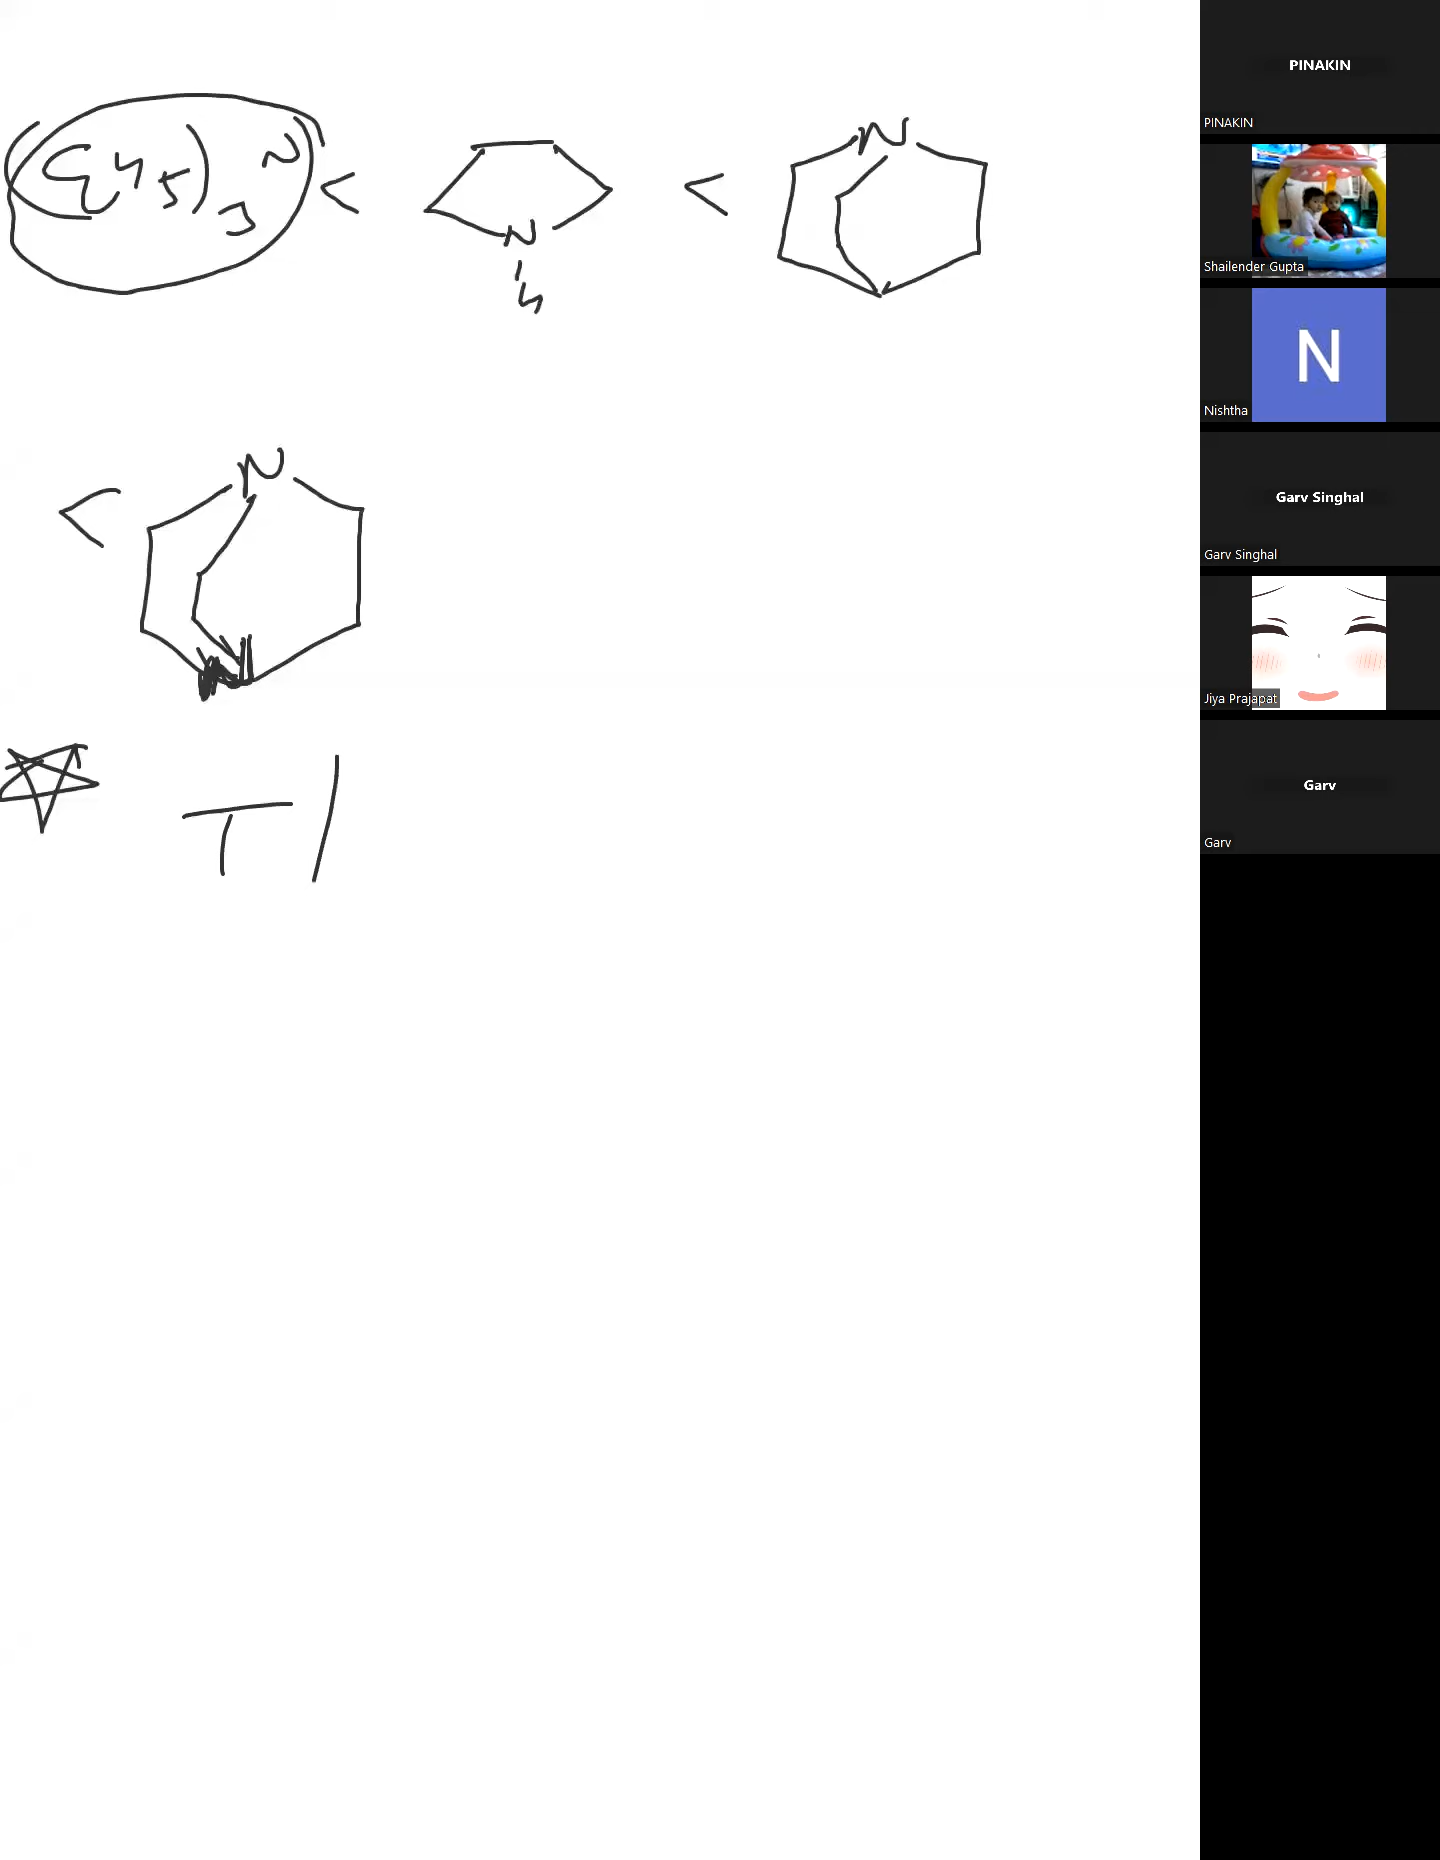 (C2H5)3N < N H < N
< N N
T
PINAKIN
PINAKIN
Shailender Gupta
N
Nishtha
Garv Singhal
Garv Singhal
Jiya Prajapat
Garv
Garv